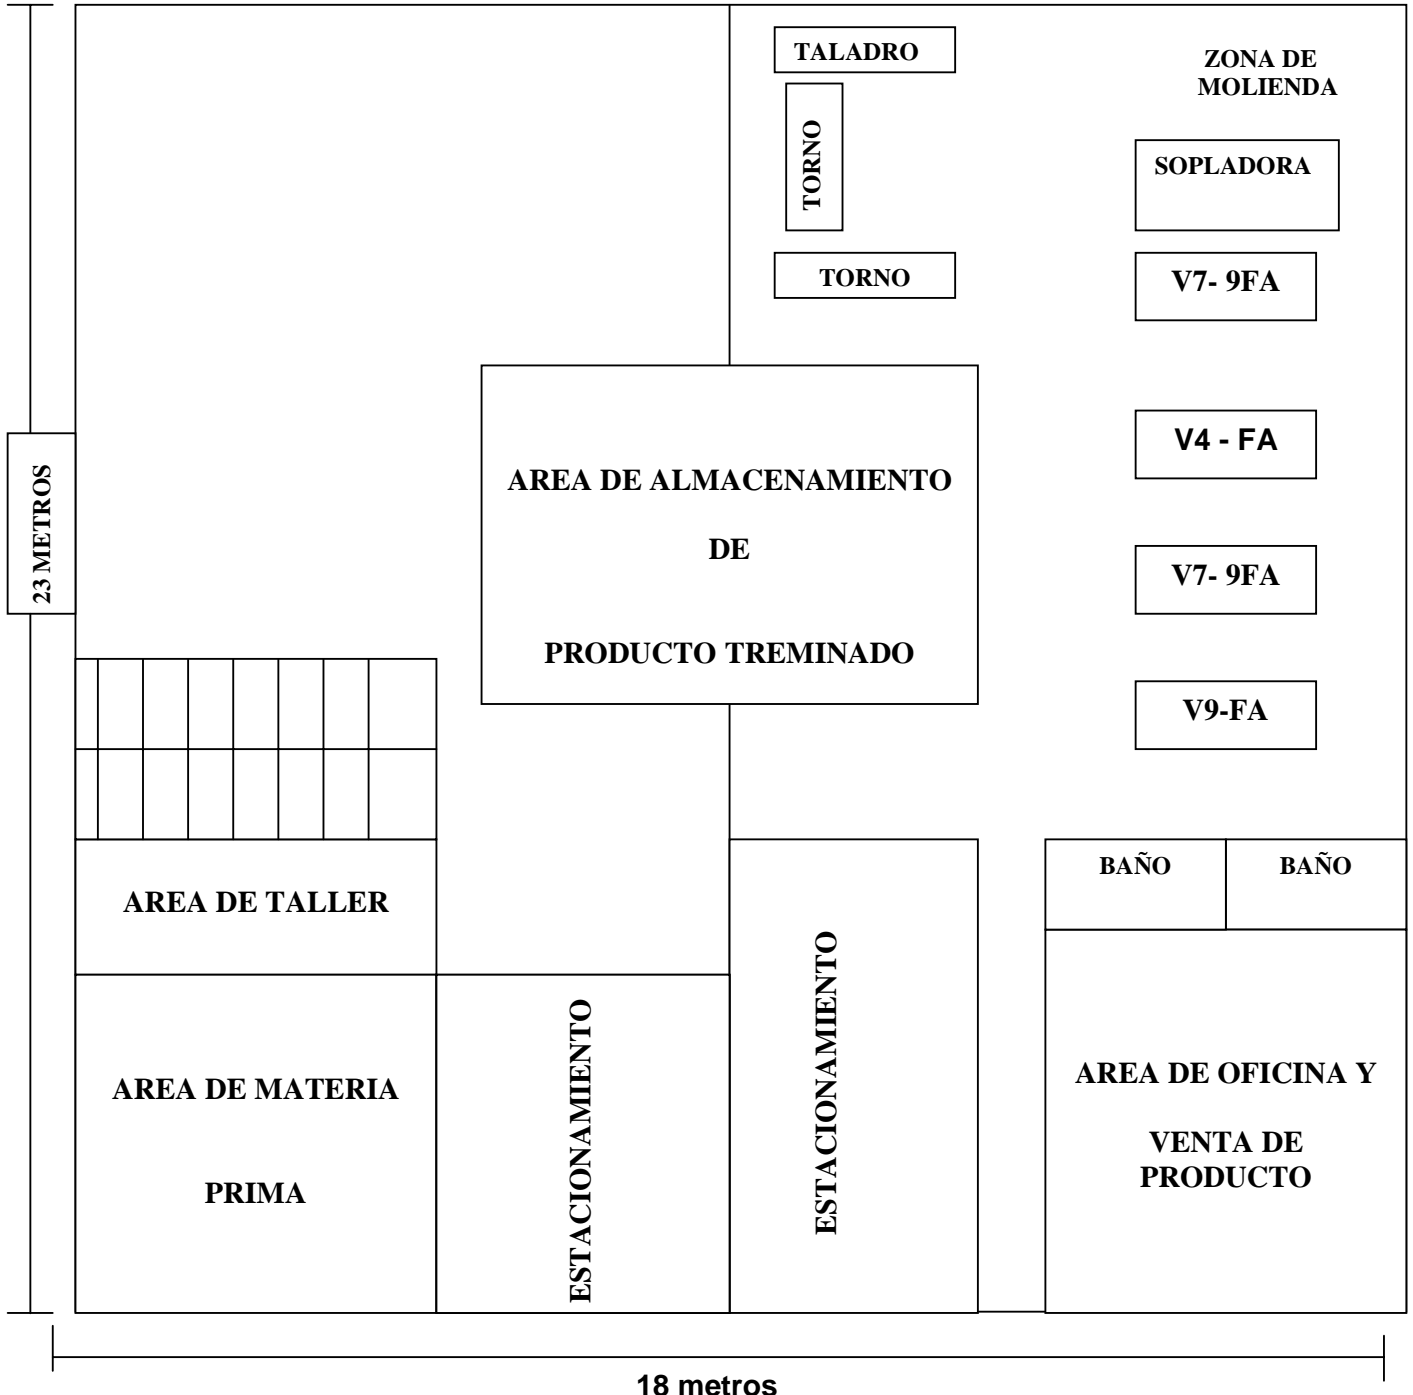 TALADRO
ZONA DE
MOLIENDA
TORNO
SOPLADORA
TORNO
V7- 9FA
V4 - FA
AREA DE ALMACENAMIENTO
DE
PRODUCTO TREMINADO
23 METROS
V7- 9FA
V9-FA
BAÑO
BAÑO
AREA DE TALLER
ESTACIONAMIENTO
ESTACIONAMIENTO
AREA DE MATERIA
PRIMA
AREA DE OFICINA Y
VENTA DE
PRODUCTO
18 metros